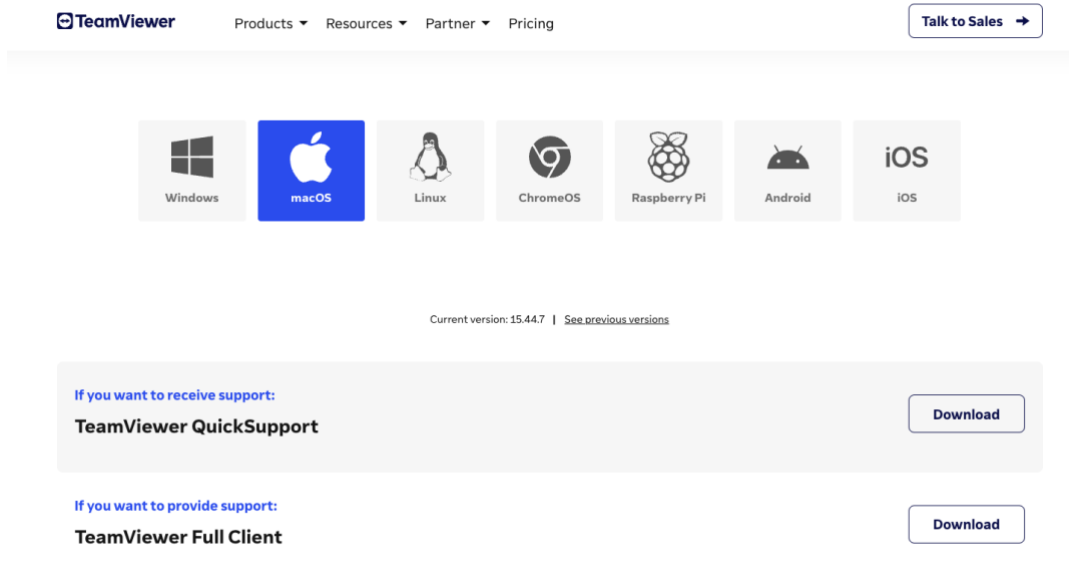 TeamViewer
Products Resources Partner Pricing
Talk to Sales
iOS
Windows macOS Linux ChromeOS Raspberry Pi Android iOS
Current version: 15.44.7 | See previous versions
If you want to receive support:
TeamViewer QuickSupport
Download
If you want to provide support:
TeamViewer Full Client
Download